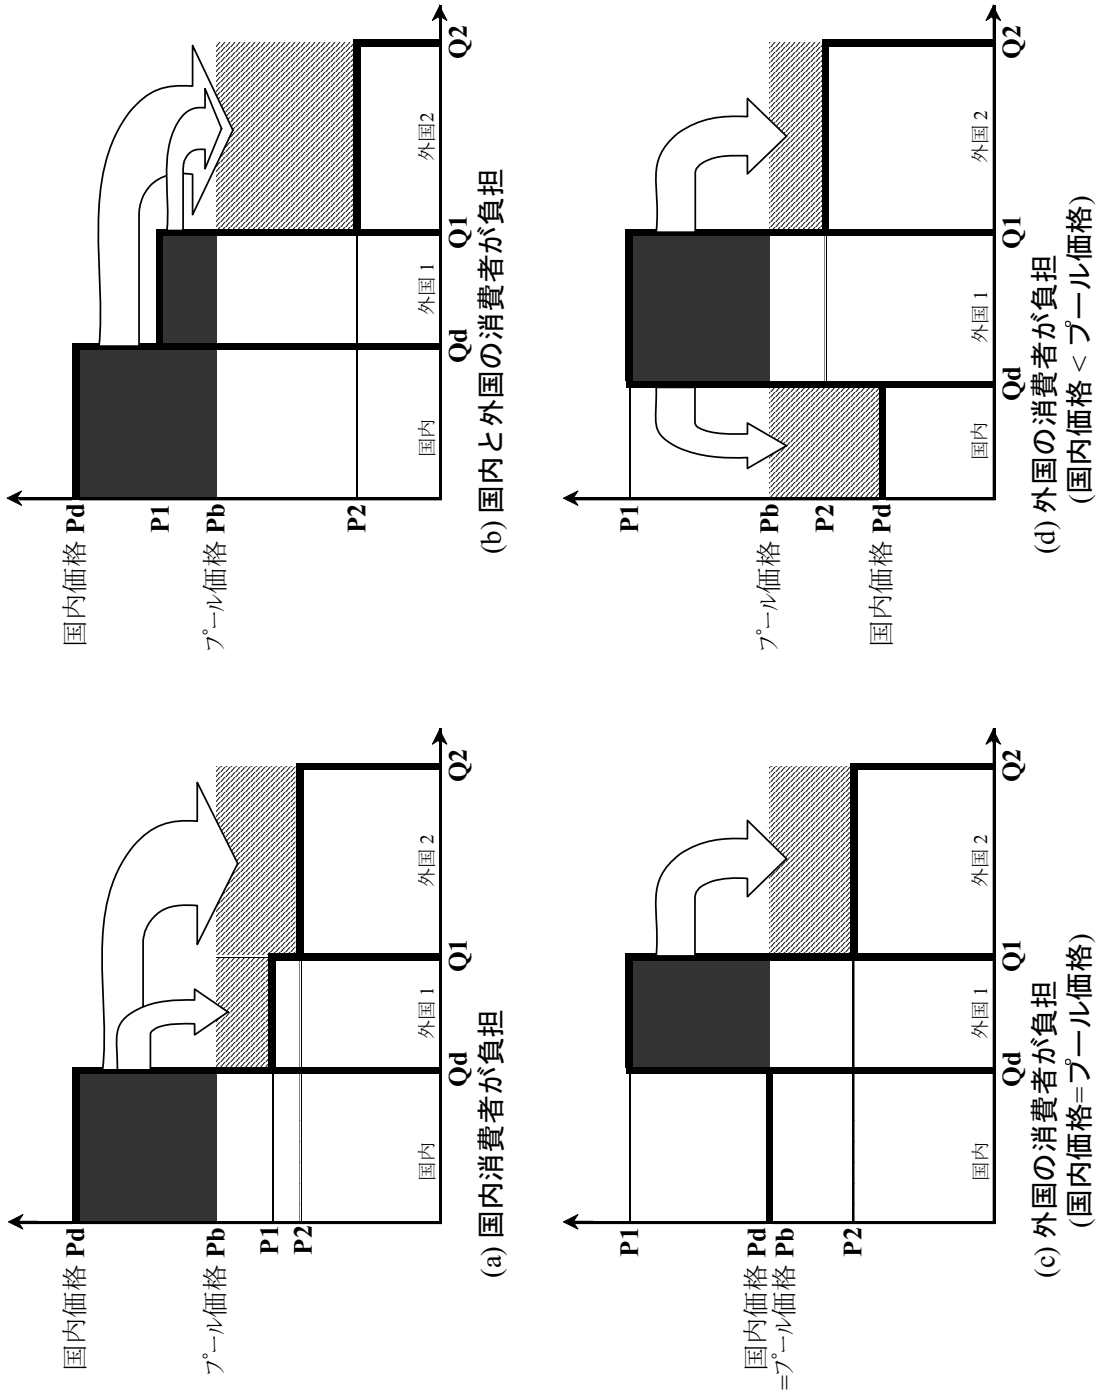 国内価格 Pd
プール価格 Pb
P1
P2
国内
外国 1
外国 2
Qd
Q1
Q2
(a) 国内消費者が負担
国内価格 Pd
P1
プール価格 Pb
P2
国内
外国 1
外国2
Qd
Q1
Q2
(b) 国内と外国の消費者が負担
P1
国内価格 Pd
=プール価格 Pb
P2
国内
外国 1
外国 2
Qd
Q1
Q2
(c) 外国の消費者が負担
(国内価格=プール価格)
P1
プール価格 Pb
P2
国内価格 Pd
国内
外国 1
外国 2
Qd
Q1
Q2
(d) 外国の消費者が負担
(国内価格 < プール価格)